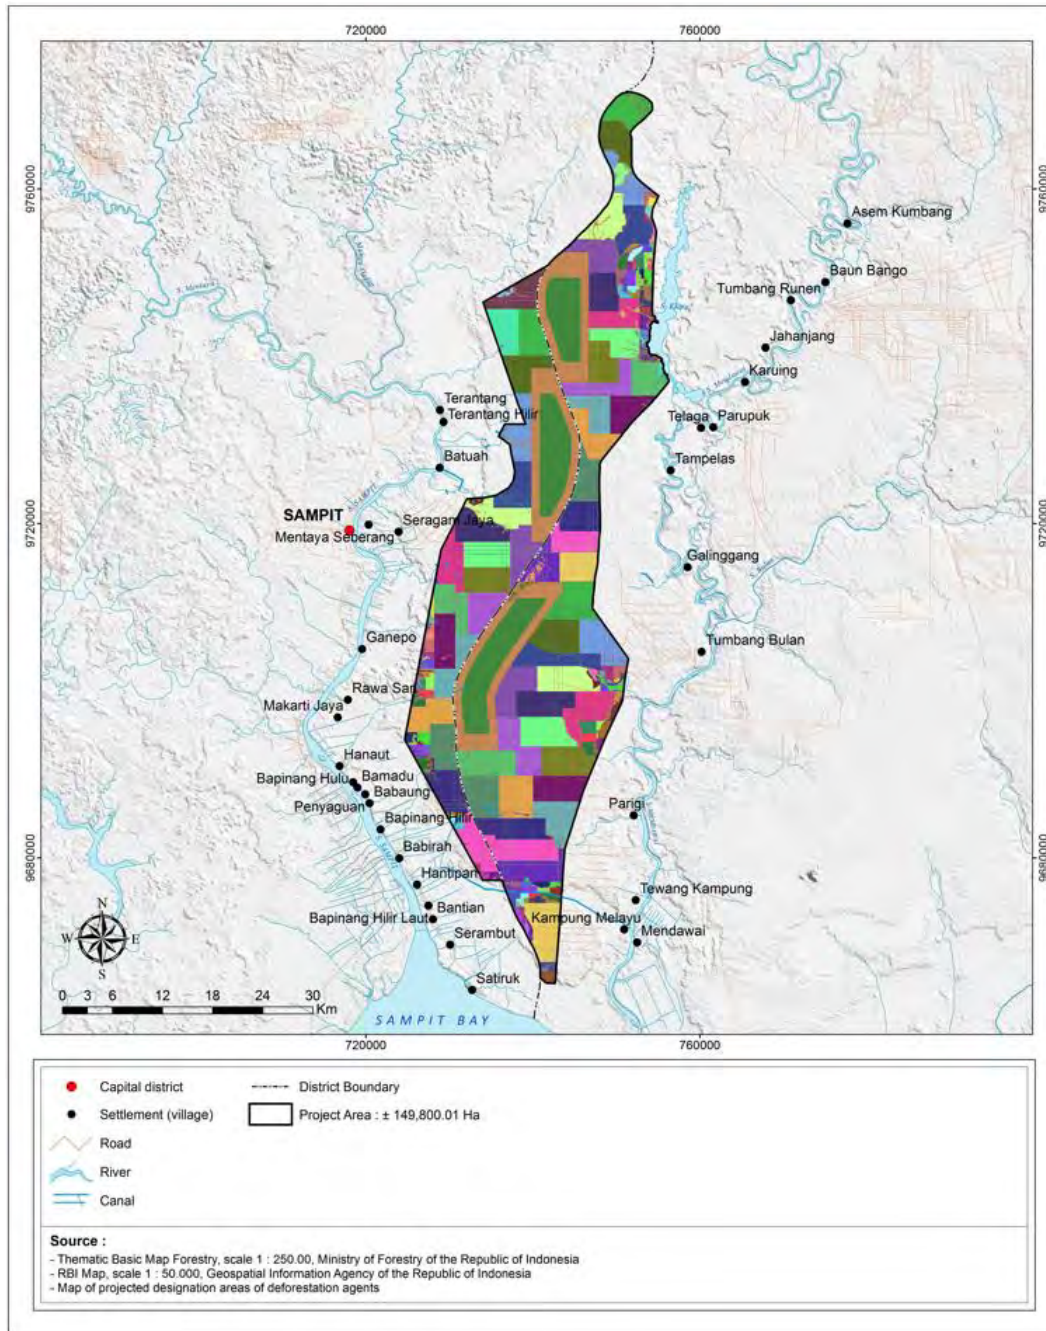 720000 760000
9760000 9760000
Asem Kumbang
Baun Bango
Tumbang Runen
Jahanjang
Karuing
Terantang
Terantang Hilir
Telaga Parupuk
Batuah
Tampelas
S. SAMPIT
SAMPIT
Seragam Jaya
Mentaya Seberang
9720000 9720000
Galinggang
Tumbang Bulan
Ganepo
Rawa Sari
Makarti Jaya
Hanaut
Bapinang Hulu Bamadu
Babaung
Penyaguan
Bapinang Hilir
Parigi
S. SAMPIT
Babirah
9680000 9680000
Hantipan
Tewang Kampung
Bantian
Bapinang Hilir Laut
Kampung Melayu
Mendawai
Serambut
Satiruk
N
W E
S
0 3 6 12 18 24 30
Km
SAMPIT BAY
720000 760000
Capital district
District Boundary
Settlement (village)
Project Area : ± 149,800.01 Ha
Road
River
Canal
Source :
- Thematic Basic Map Forestry, scale 1 : 250.00, Ministry of Forestry of the Republic of Indonesia
- RBI Map, scale 1 : 50.000, Geospatial Information Agency of the Republic of Indonesia
- Map of projected designation areas of deforestation agents